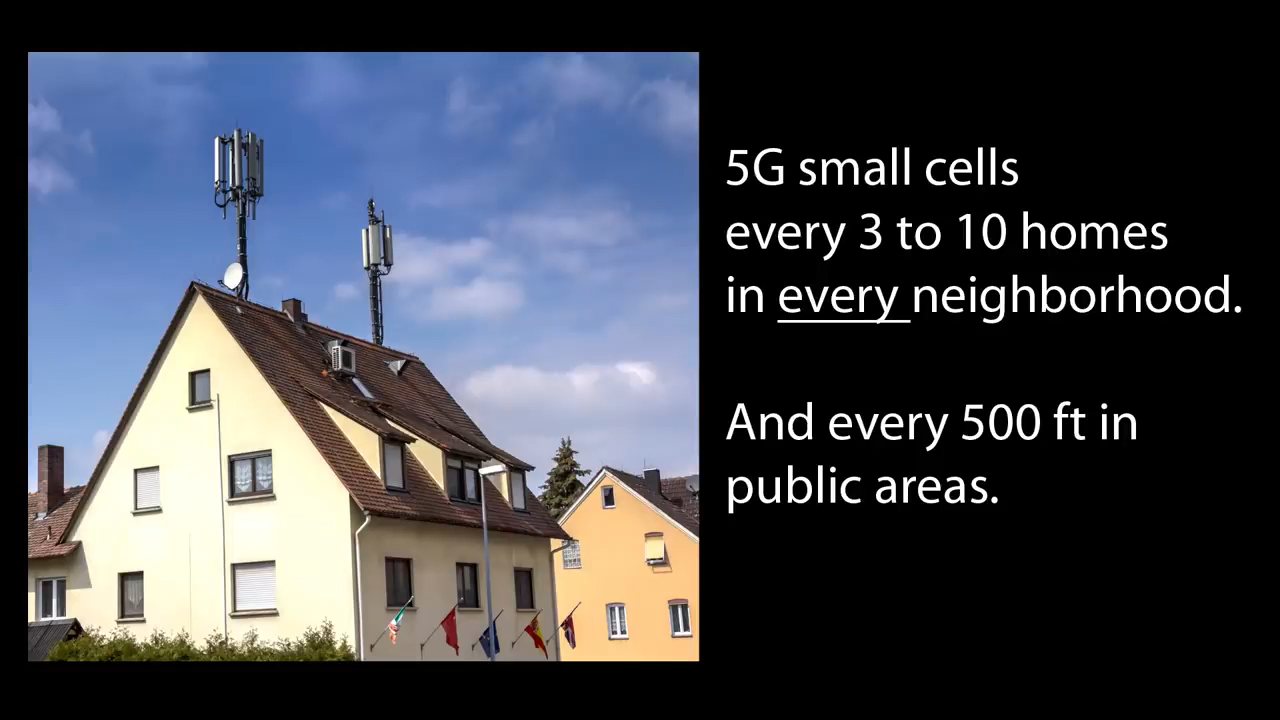 5G small cells
every 3 to 10 homes
in every neighborhood.
And every 500 ft in
public areas.